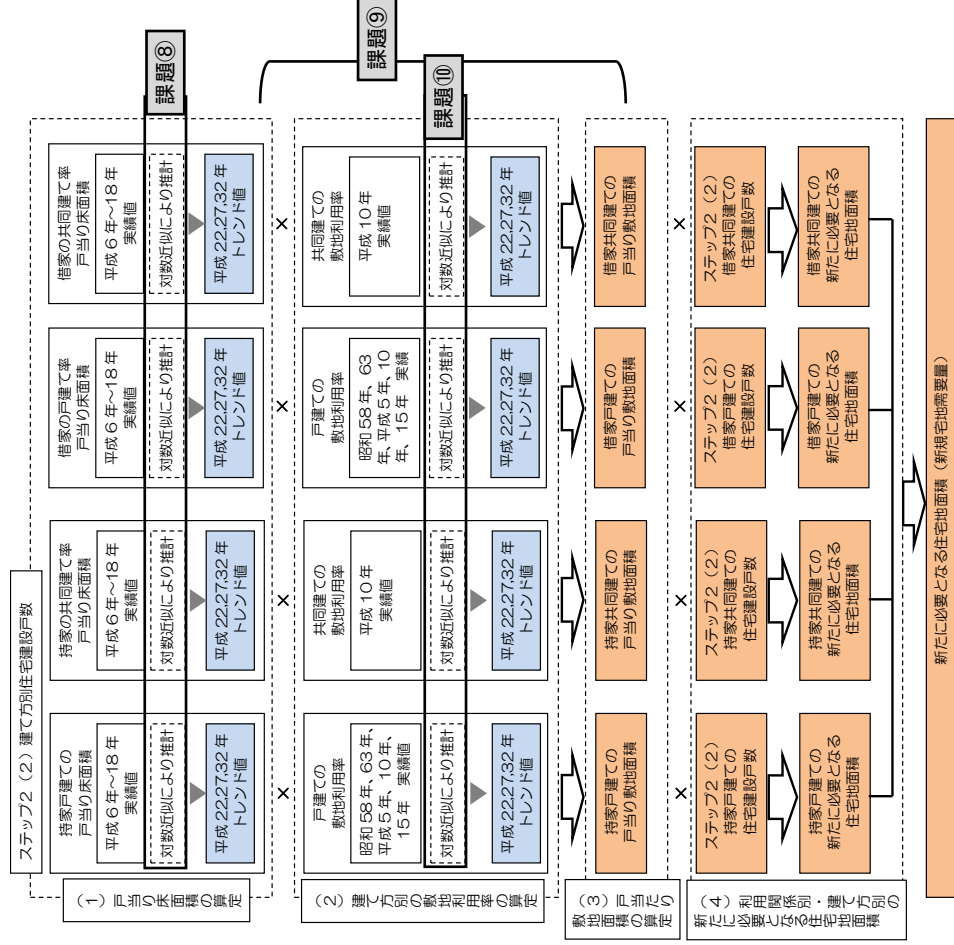 ステップ2（2）建て方別住宅建設戸数
（1）戸当り床面積の算定
持家戸建ての
戸当り床面積
平成6年～18年
実績値
対数近似により推計
平成22,27,32年
トレンド値
持家の共同建て率
戸当り床面積
平成6年～18年
実績値
対数近似により推計
平成22,27,32年
トレンド値
借家の戸建て率
戸当り床面積
平成6年～18年
実績値
対数近似により推計
平成22,27,32年
トレンド値
借家の共同建て率
戸当り床面積
平成6年～18年
実績値
対数近似により推計
平成22,27,32年
トレンド値
課題⑧
×
×
×
×
課題⑨
（2）建て方別の敷地利用率の算定
戸建ての
敷地利用率
昭和58年、63年、
平成5年、10年、
15年　実績値
対数近似により推計
平成22,27,32年
トレンド値
共同建ての
敷地利用率
平成10年
実績値
対数近似により推計
平成22,27,32年
トレンド値
戸建ての
敷地利用率
昭和58年、63
年、平成5年、10
年、15年　実績
対数近似により推計
平成22,27,32年
トレンド値
共同建ての
敷地利用率
平成10年
実績値
対数近似により推計
平成22,27,32年
トレンド値
課題⑩
（3）戸当たり
敷地面積の算定
持家戸建ての
戸当り敷地面積
持家共同建ての
戸当り敷地面積
借家戸建ての
戸当り敷地面積
借家共同建ての
戸当り敷地面積
×
×
×
×
（4）利用関係別・建て方別の
新たに必要となる住宅地面積
ステップ2（2）
持家戸建ての
住宅建設戸数
ステップ2（2）
持家共同建ての
住宅建設戸数
ステップ2（2）
借家戸建ての
住宅建設戸数
ステップ2（2）
借家共同建ての
住宅建設戸数
持家戸建ての
新たに必要となる
住宅地面積
持家共同建ての
新たに必要となる
住宅地面積
借家戸建ての
新たに必要となる
住宅地面積
借家共同建ての
新たに必要となる
住宅地面積
新たに必要となる住宅地面積（新規宅地需要量）